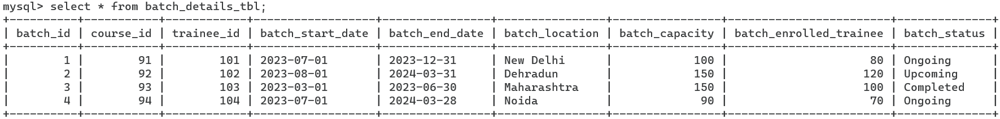 mysql> select * from batch_details_tbl;
+----------+-----------+------------+------------------+----------------+----------------+----------------+------------------------+--------------+
| batch_id | course_id | trainee_id | batch_start_date | batch_end_date | batch_location | batch_capacity | batch_enrolled_trainee | batch_status |
+----------+-----------+------------+------------------+----------------+----------------+----------------+------------------------+--------------+
|        1 |        91 |        101 | 2023-07-01       | 2023-12-31     | New Delhi      |            100 |                     80 | Ongoing      |
|        2 |        92 |        102 | 2023-08-01       | 2024-03-31     | Dehradun       |            150 |                    120 | Upcoming     |
|        3 |        93 |        103 | 2023-03-01       | 2023-06-30     | Maharashtra    |            150 |                    100 | Completed    |
|        4 |        94 |        104 | 2023-07-01       | 2024-03-28     | Noida          |             90 |                     70 | Ongoing      |
+----------+-----------+------------+------------------+----------------+----------------+----------------+------------------------+--------------+